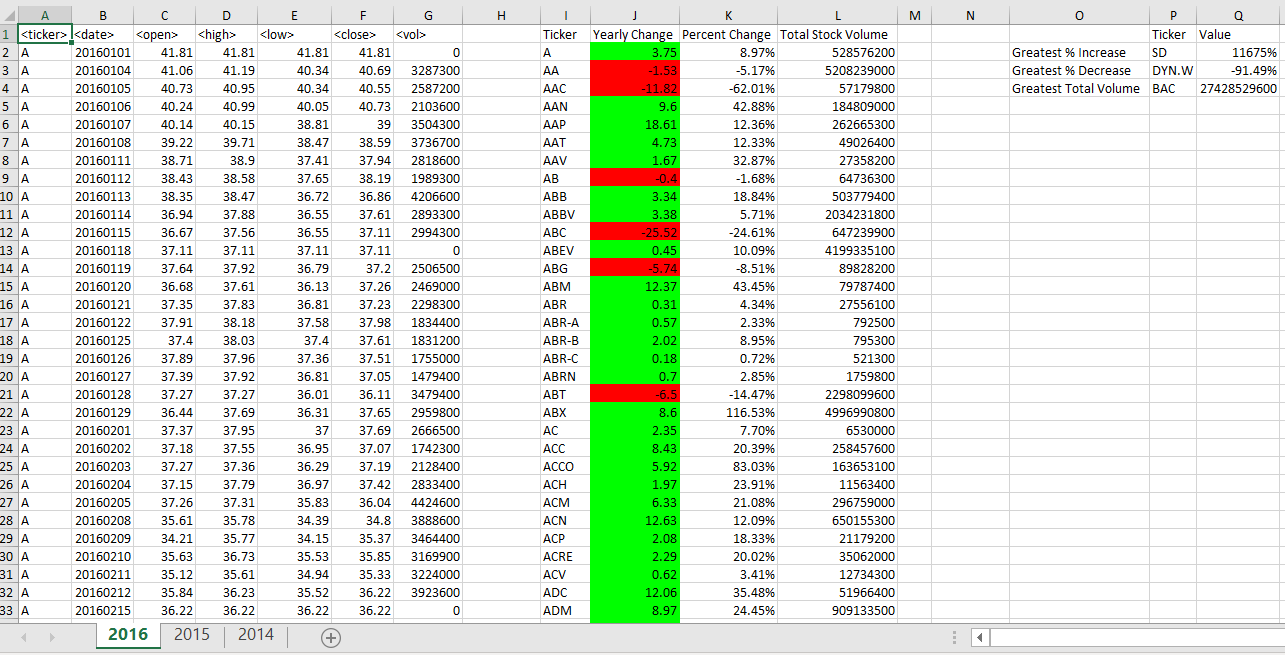 A B C D E F G H I J K L M N O P Q
1 <ticker> <date> <open> <high> <low> <close> <vol> Ticker Yearly Change Percent Change Total Stock Volume Ticker Value
2 A 20160101 41.81 41.81 41.81 41.81 0 A 3.75 8.97% 528576200 Greatest % Increase SD 11675%
3 A 20160104 41.06 41.19 40.34 40.69 3287300 AA -1.53 -5.17% 5208239000 Greatest % Decrease DYN.W -91.49%
4 A 20160105 40.73 40.95 40.34 40.55 2587200 AAC -11.82 -62.01% 57179800 Greatest Total Volume BAC 27428529600
5 A 20160106 40.24 40.99 40.05 40.73 2103600 AAN 9.6 42.88% 184809000
6 A 20160107 40.14 40.15 38.81 39 3504300 AAP 18.61 12.36% 262665300
7 A 20160108 39.22 39.71 38.47 38.59 3736700 AAT 4.73 12.33% 49026400
8 A 20160111 38.71 38.9 37.41 37.94 2818600 AAV 1.67 32.87% 27358200
9 A 20160112 38.43 38.58 37.65 38.19 1989300 AB -0.4 -1.68% 64736300
10 A 20160113 38.35 38.47 36.72 36.86 4206600 ABB 3.34 18.84% 503779400
11 A 20160114 36.94 37.88 36.55 37.61 2893300 ABBV 3.38 5.71% 2034231800
12 A 20160115 36.67 37.56 36.55 37.11 2994300 ABC -25.52 -24.61% 647239900
13 A 20160118 37.11 37.11 37.11 37.11 0 ABEV 0.45 10.09% 4199335100
14 A 20160119 37.64 37.92 36.79 37.2 2506500 ABG -5.74 -8.51% 89828200
15 A 20160120 36.68 37.61 36.13 37.26 2469000 ABM 12.37 43.45% 79787400
16 A 20160121 37.35 37.83 36.81 37.23 2298300 ABR 0.31 4.34% 27556100
17 A 20160122 37.91 38.18 37.58 37.98 1834400 ABR-A 0.57 2.33% 792500
18 A 20160125 37.4 38.03 37.4 37.61 1831200 ABR-B 2.02 8.95% 795300
19 A 20160126 37.89 37.96 37.36 37.51 1755000 ABR-C 0.18 0.72% 521300
20 A 20160127 37.39 37.92 36.81 37.05 1479400 ABRN 0.7 2.85% 1759800
21 A 20160128 37.27 37.27 36.01 36.11 3479400 ABT -6.5 -14.47% 2298099600
22 A 20160129 36.44 37.69 36.31 37.65 2959800 ABX 8.6 116.53% 4996990800
23 A 20160201 37.37 37.95 37 37.69 2666500 AC 2.35 7.70% 6530000
24 A 20160202 37.18 37.55 36.95 37.07 1742300 ACC 8.43 20.39% 258457600
25 A 20160203 37.27 37.36 36.29 37.19 2128400 ACCO 5.92 83.03% 163653100
26 A 20160204 37.15 37.79 36.97 37.42 2833400 ACH 1.97 23.91% 11563400
27 A 20160205 37.26 37.31 35.83 36.04 4424600 ACM 6.33 21.08% 296759000
28 A 20160208 35.61 35.78 34.39 34.8 3888600 ACN 12.63 12.09% 650155300
29 A 20160209 34.21 35.77 34.15 35.37 3464400 ACP 2.08 18.33% 21179200
30 A 20160210 35.63 36.73 35.53 35.85 3169900 ACRE 2.29 20.02% 35062000
31 A 20160211 35.12 35.61 34.94 35.33 3224000 ACV 0.62 3.41% 12734300
32 A 20160212 35.84 36.23 35.52 36.22 3923600 ADC 12.06 35.48% 51966400
33 A 20160215 36.22 36.22 36.22 36.22 0 ADM 8.97 24.45% 909133500
2016 2015 2014